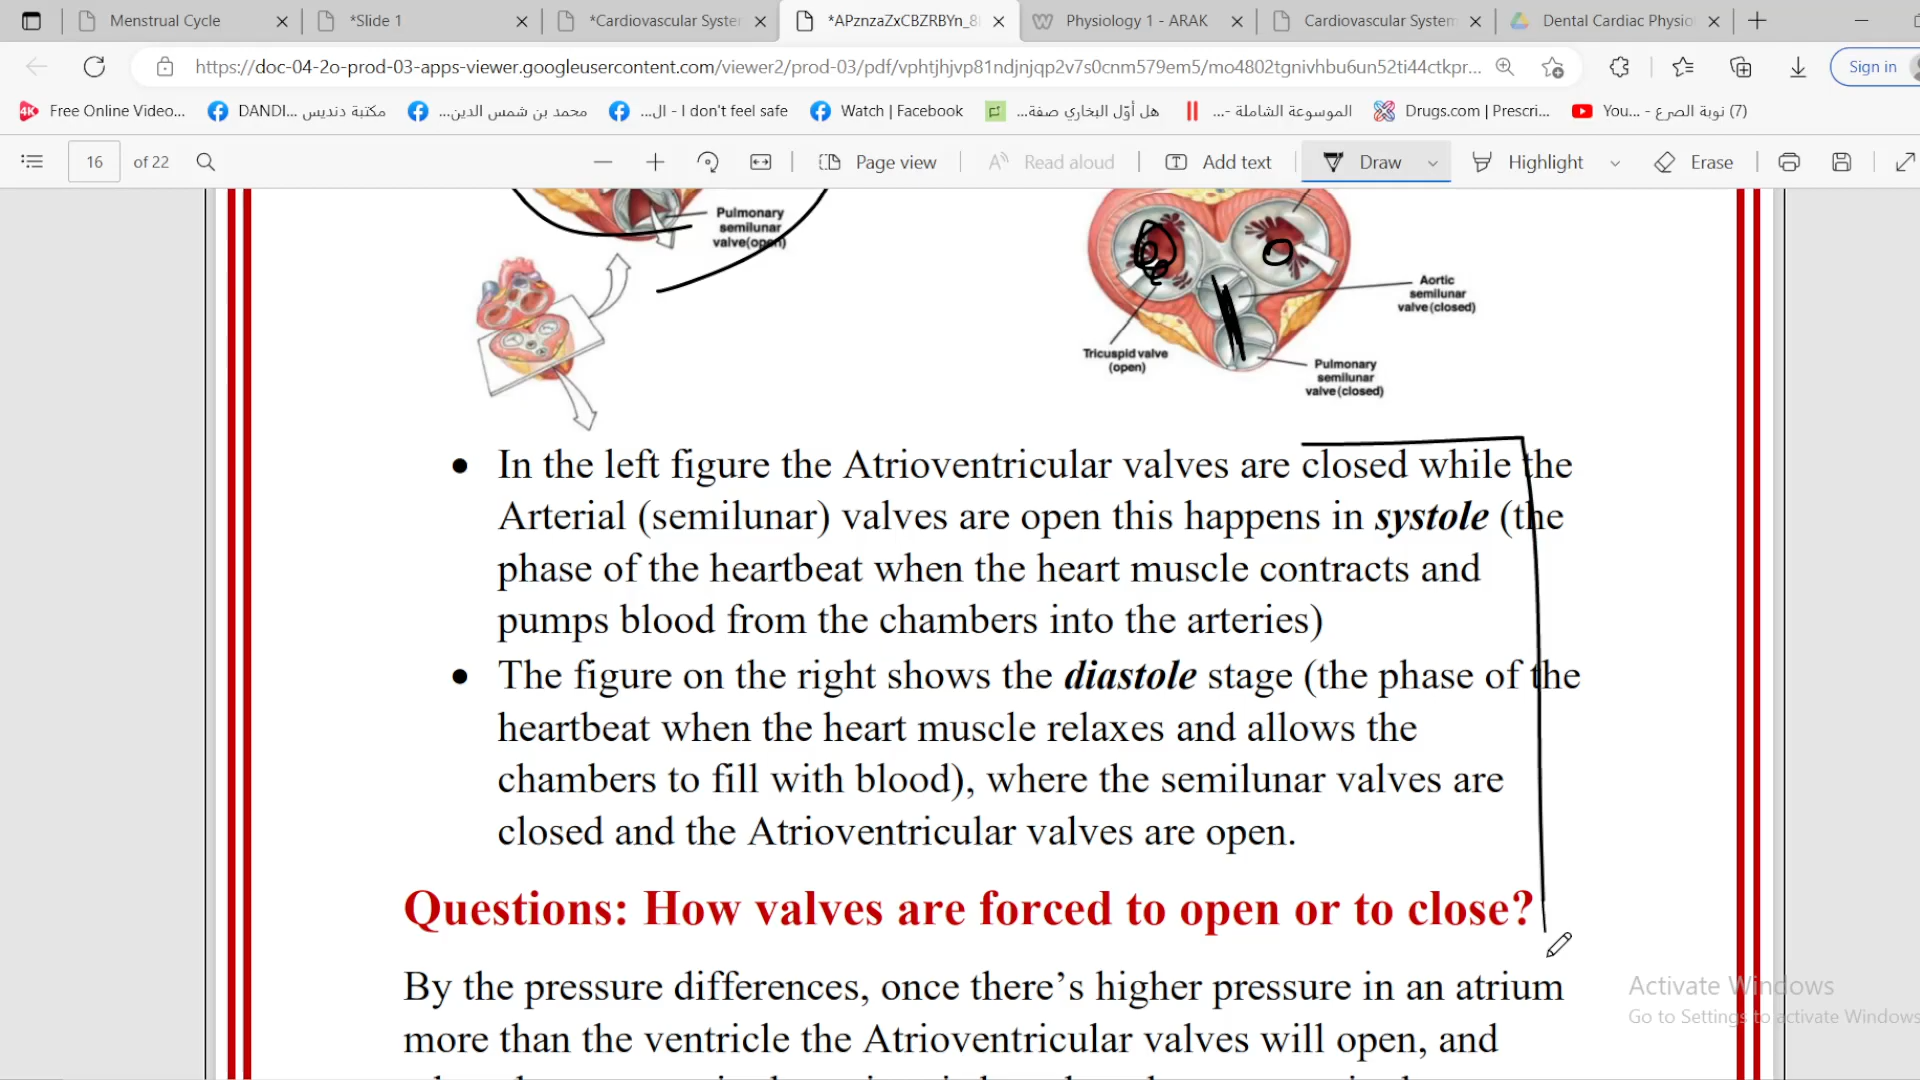 Menstrual Cycle
*Slide 1
*Cardiovascular Syste
*APznzaZxCBZRBYn_8
Physiology 1 - ARAK
Cardiovascular System
Dental Cardiac Physio
https://doc-04-2o-prod-03-apps-viewer.googleusercontent.com/viewer2/prod-03/pdf/vphtjhjvp81ndjnjqp2v7s0cnm579em5/mo4802tgnivhbu6un52ti44ctkpr...
Sign in
Free Online Video...
DANDI... مكتبة دنديس
محمد بن شمس الدين...
ال... - I don't feel safe
Watch | Facebook
هل أوّل البخاري صفة...
الموسوعة الشاملة -...
Drugs.com | Prescri...
(7) نوبة الصرع - You...
16
of 22
Page view
Read aloud
Add text
Draw
Highlight
Erase
Pulmonary
semilunar
valve(open)
Aortic
semilunar
valve(closed)
Tricuspid valve
(open)
Pulmonary
semilunar
valve(closed)
• In the left figure the Atrioventricular valves are closed while the
Arterial (semilunar) valves are open this happens in systole (the
phase of the heartbeat when the heart muscle contracts and
pumps blood from the chambers into the arteries)
• The figure on the right shows the diastole stage (the phase of the
heartbeat when the heart muscle relaxes and allows the
chambers to fill with blood), where the semilunar valves are
closed and the Atrioventricular valves are open.
Questions: How valves are forced to open or to close?
By the pressure differences, once there’s higher pressure in an atrium
more than the ventricle the Atrioventricular valves will open, and
Activate Windows
Go to Settings to activate Windows